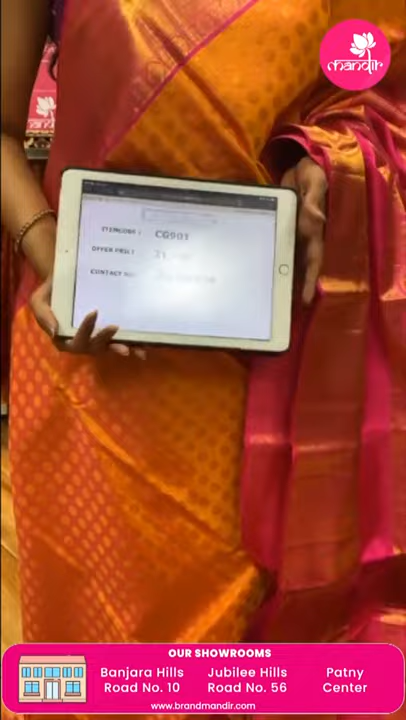 mandir
ITEMCODE : CG901
OFFER PRICE :
CONTACT
OUR SHOWROOMS
Banjara Hills
Road No. 10
Jubilee Hills
Road No. 56
Patny
Center
www.brandmandir.com